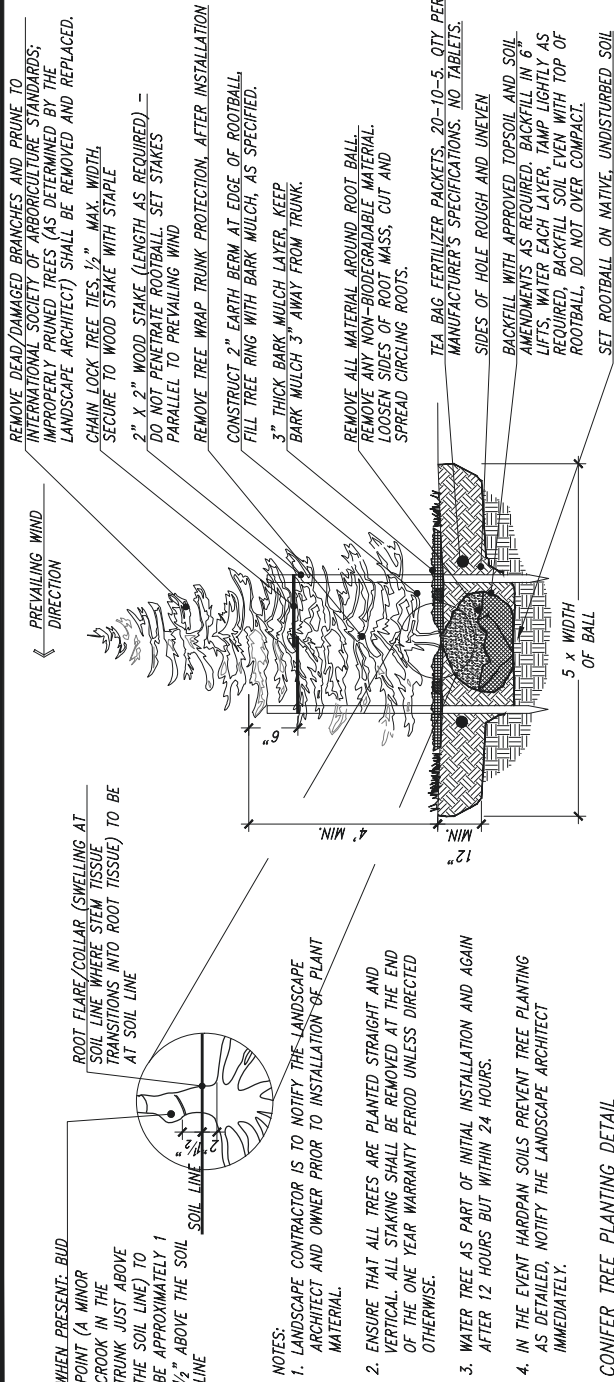 WHEN PRESENT: BUD
POINT (A MINOR
CROOK IN THE
TRUNK JUST ABOVE
THE SOIL LINE) TO
BE APPROXIMATELY 1
½" ABOVE THE SOIL
LINE
ROOT FLARE/COLLAR (SWELLING AT
SOIL LINE WHERE STEM TISSUE
TRANSITIONS INTO ROOT TISSUE) TO BE
AT SOIL LINE
SOIL LINE
1/2"
2"
PREVAILING WIND
DIRECTION
REMOVE DEAD/DAMAGED BRANCHES AND PRUNE TO
INTERNATIONAL SOCIETY OF ARBORICULTURE STANDARDS;
IMPROPERLY PRUNED TREES (AS DETERMINED BY THE
LANDSCAPE ARCHITECT) SHALL BE REMOVED AND REPLACED.
CHAIN LOCK TREE TIES, ½" MAX. WIDTH,
SECURE TO WOOD STAKE WITH STAPLE
2" X 2" WOOD STAKE (LENGTH AS REQUIRED) -
DO NOT PENETRATE ROOTBALL. SET STAKES
PARALLEL TO PREVAILING WIND
REMOVE TREE WRAP TRUNK PROTECTION, AFTER INSTALLATION
CONSTRUCT 2" EARTH BERM AT EDGE OF ROOTBALL,
FILL TREE RING WITH BARK MULCH, AS SPECIFIED.
3" THICK BARK MULCH LAYER, KEEP
BARK MULCH 3" AWAY FROM TRUNK.
REMOVE ALL MATERIAL AROUND ROOT BALL.
REMOVE ANY NON-BIODEGRADABLE MATERIAL.
LOOSEN SIDES OF ROOT MASS, CUT AND
SPREAD CIRCLING ROOTS.
TEA BAG FERTILIZER PACKETS, 20-10-5, QTY PER
MANUFACTURER'S SPECIFICATIONS. NO TABLETS.
SIDES OF HOLE ROUGH AND UNEVEN
BACKFILL WITH APPROVED TOPSOIL AND SOIL
AMENDMENTS AS REQUIRED. BACKFILL IN 6"
LIFTS, WATER EACH LAYER, TAMP LIGHTLY AS
REQUIRED, BACKFILL SOIL EVEN WITH TOP OF
ROOTBALL, DO NOT OVER COMPACT.
SET ROOTBALL ON NATIVE, UNDISTURBED SOIL
6"
4' MIN.
12"
MIN.
5 x WIDTH
OF BALL
NOTES:
1. LANDSCAPE CONTRACTOR IS TO NOTIFY THE LANDSCAPE
ARCHITECT AND OWNER PRIOR TO INSTALLATION OF PLANT
MATERIAL.
2. ENSURE THAT ALL TREES ARE PLANTED STRAIGHT AND
VERTICAL. ALL STAKING SHALL BE REMOVED AT THE END
OF THE ONE YEAR WARRANTY PERIOD UNLESS DIRECTED
OTHERWISE.
3. WATER TREE AS PART OF INITIAL INSTALLATION AND AGAIN
AFTER 12 HOURS BUT WITHIN 24 HOURS.
4. IN THE EVENT HARDPAN SOILS PREVENT TREE PLANTING
AS DETAILED, NOTIFY THE LANDSCAPE ARCHITECT
IMMEDIATELY.
CONIFER TREE PLANTING DETAIL